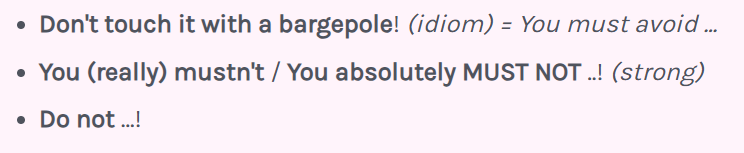 • Don't touch it with a bargepole! (idiom) = You must avoid ...
• You (really) mustn't / You absolutely MUST NOT ..! (strong)
• Do not ...!